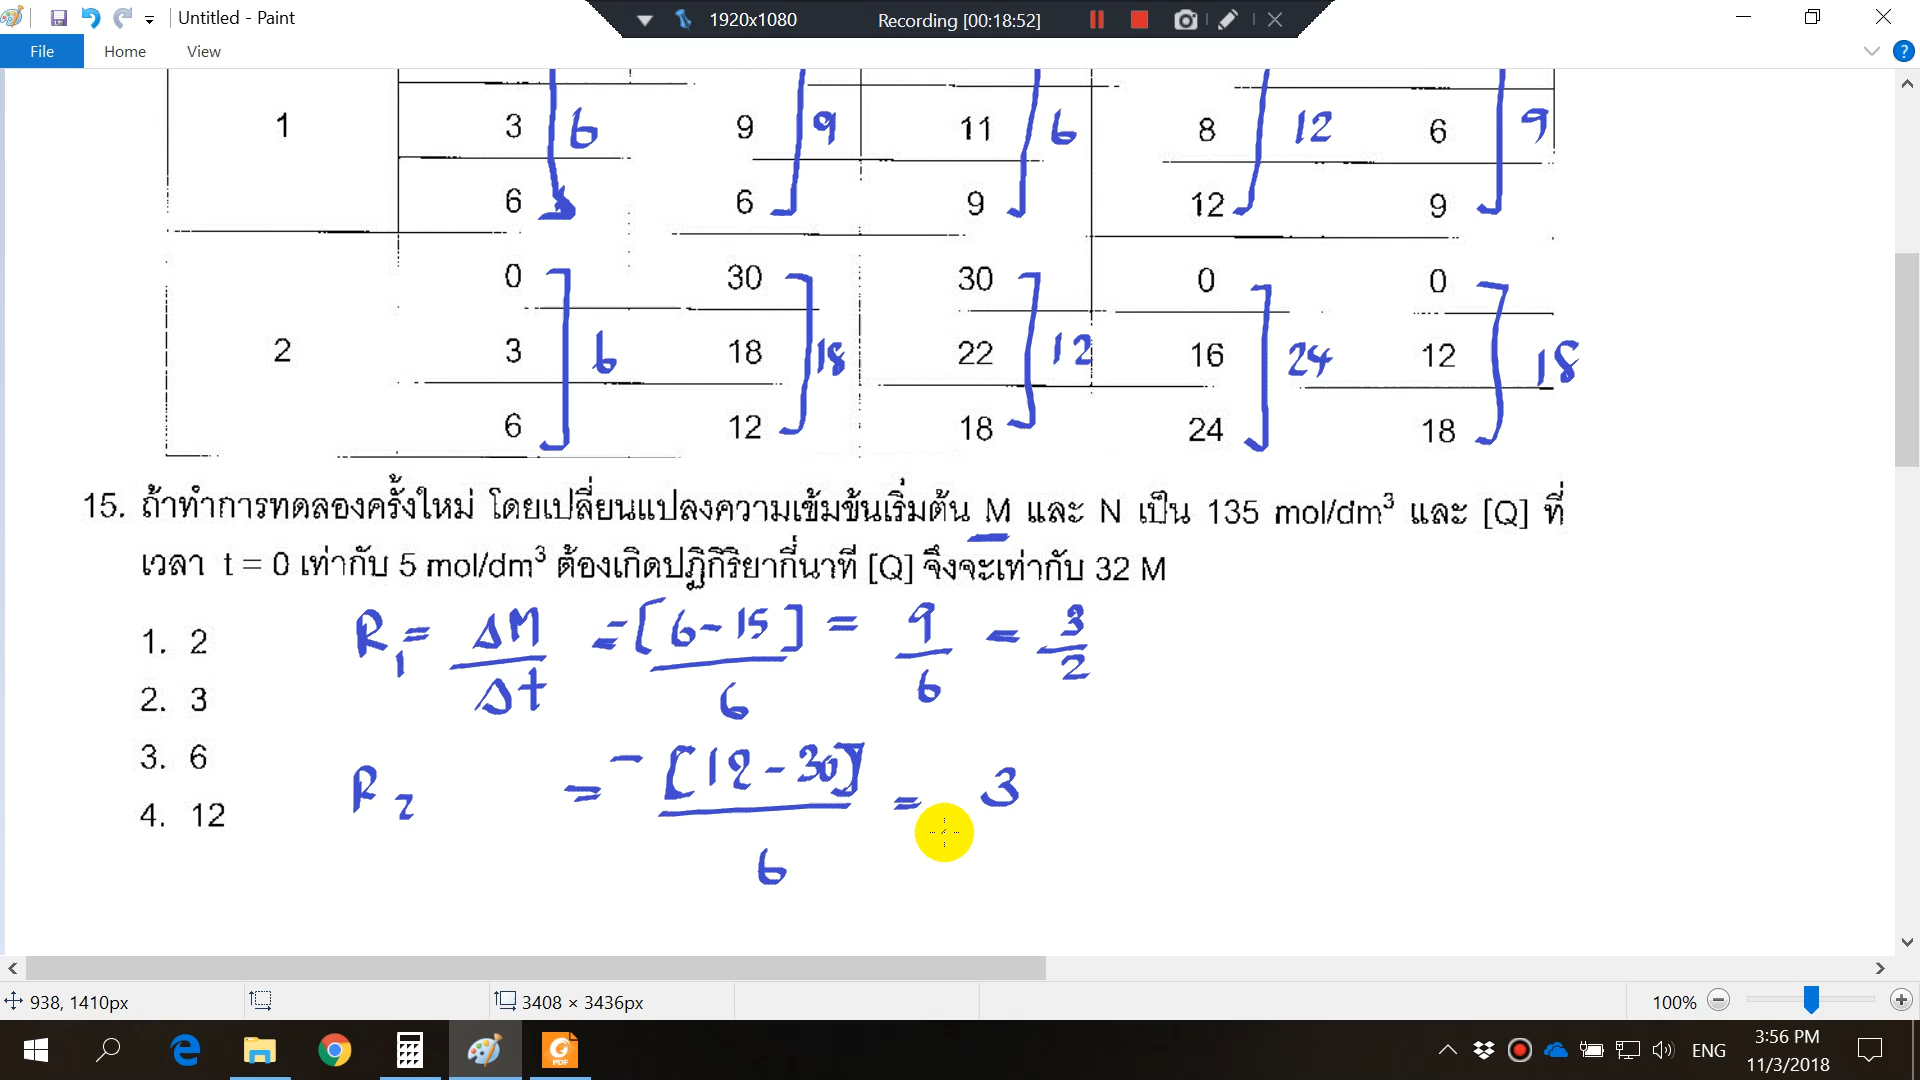 Untitled - Paint
1920x1080
Recording [00:18:52]
File Home View
1 3 6 9 9 11 6 8 12 6 9
6 6 9 12 9
0 30 30 0 0
2 3 6 18 18 22 12 16 24 12 18
6 12 18 24 18
15. ถ้าทำการทดลองครั้งใหม่ โดยเปลี่ยนแปลงความเข้มข้นเริ่มต้น M และ N เป็น 135 mol/dm³ และ [Q] ที่
เวลา t = 0 เท่ากับ 5 mol/dm³ ต้องเกิดปฏิกิริยากี่นาที [Q] จึงจะเท่ากับ 32 M
1. 2
2. 3
3. 6
4. 12
R₁ = ΔM/Δt = -[6-15]/6 = 9/6 = 3/2
R₂ = -[12-30]/6 = 3
938, 1410px
3408 × 3436px
100%
PDF
ENG
3:56 PM
11/3/2018